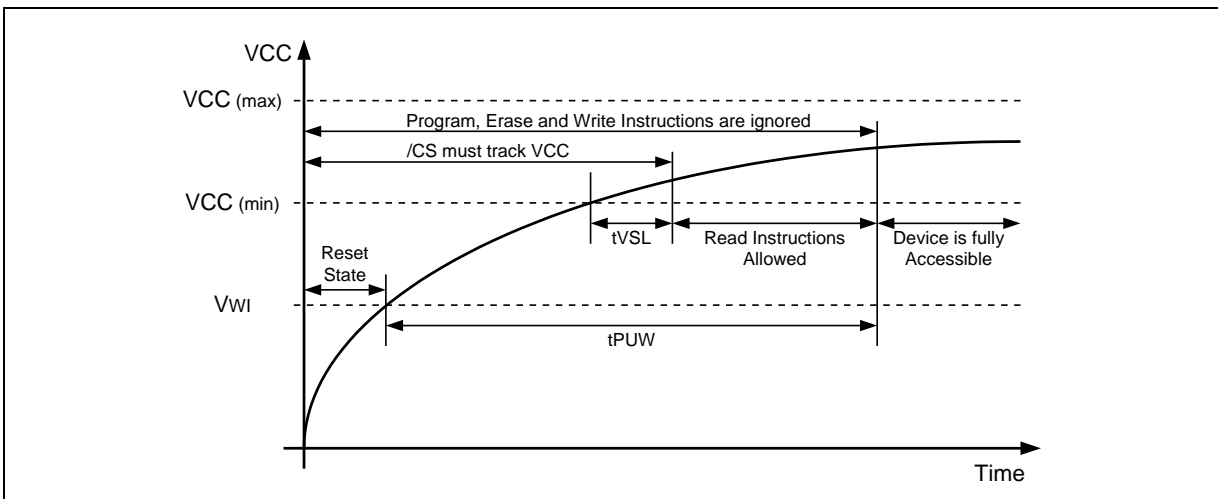 VCC
VCC (max)
Program, Erase and Write Instructions are ignored
/CS must track VCC
VCC (min)
tVSL
Read Instructions
Allowed
Device is fully
Accessible
Reset
State
VWI
tPUW
Time